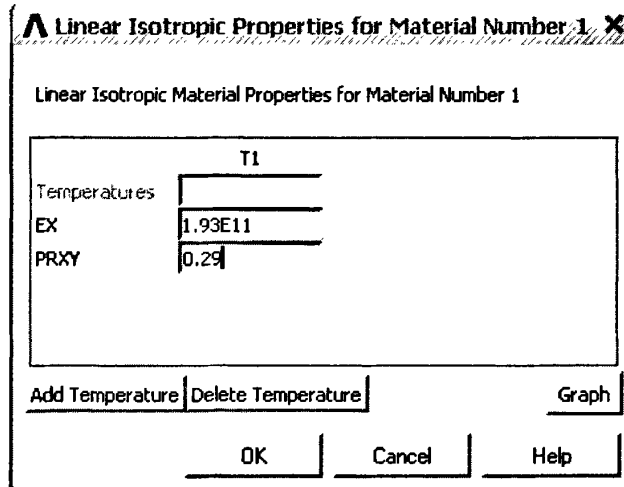 Linear Isotropic Properties for Material Number 1
Linear Isotropic Material Properties for Material Number 1
T1
Temperatures
EX 1.93E11
PRXY 0.29
Add Temperature Delete Temperature Graph
OK Cancel Help